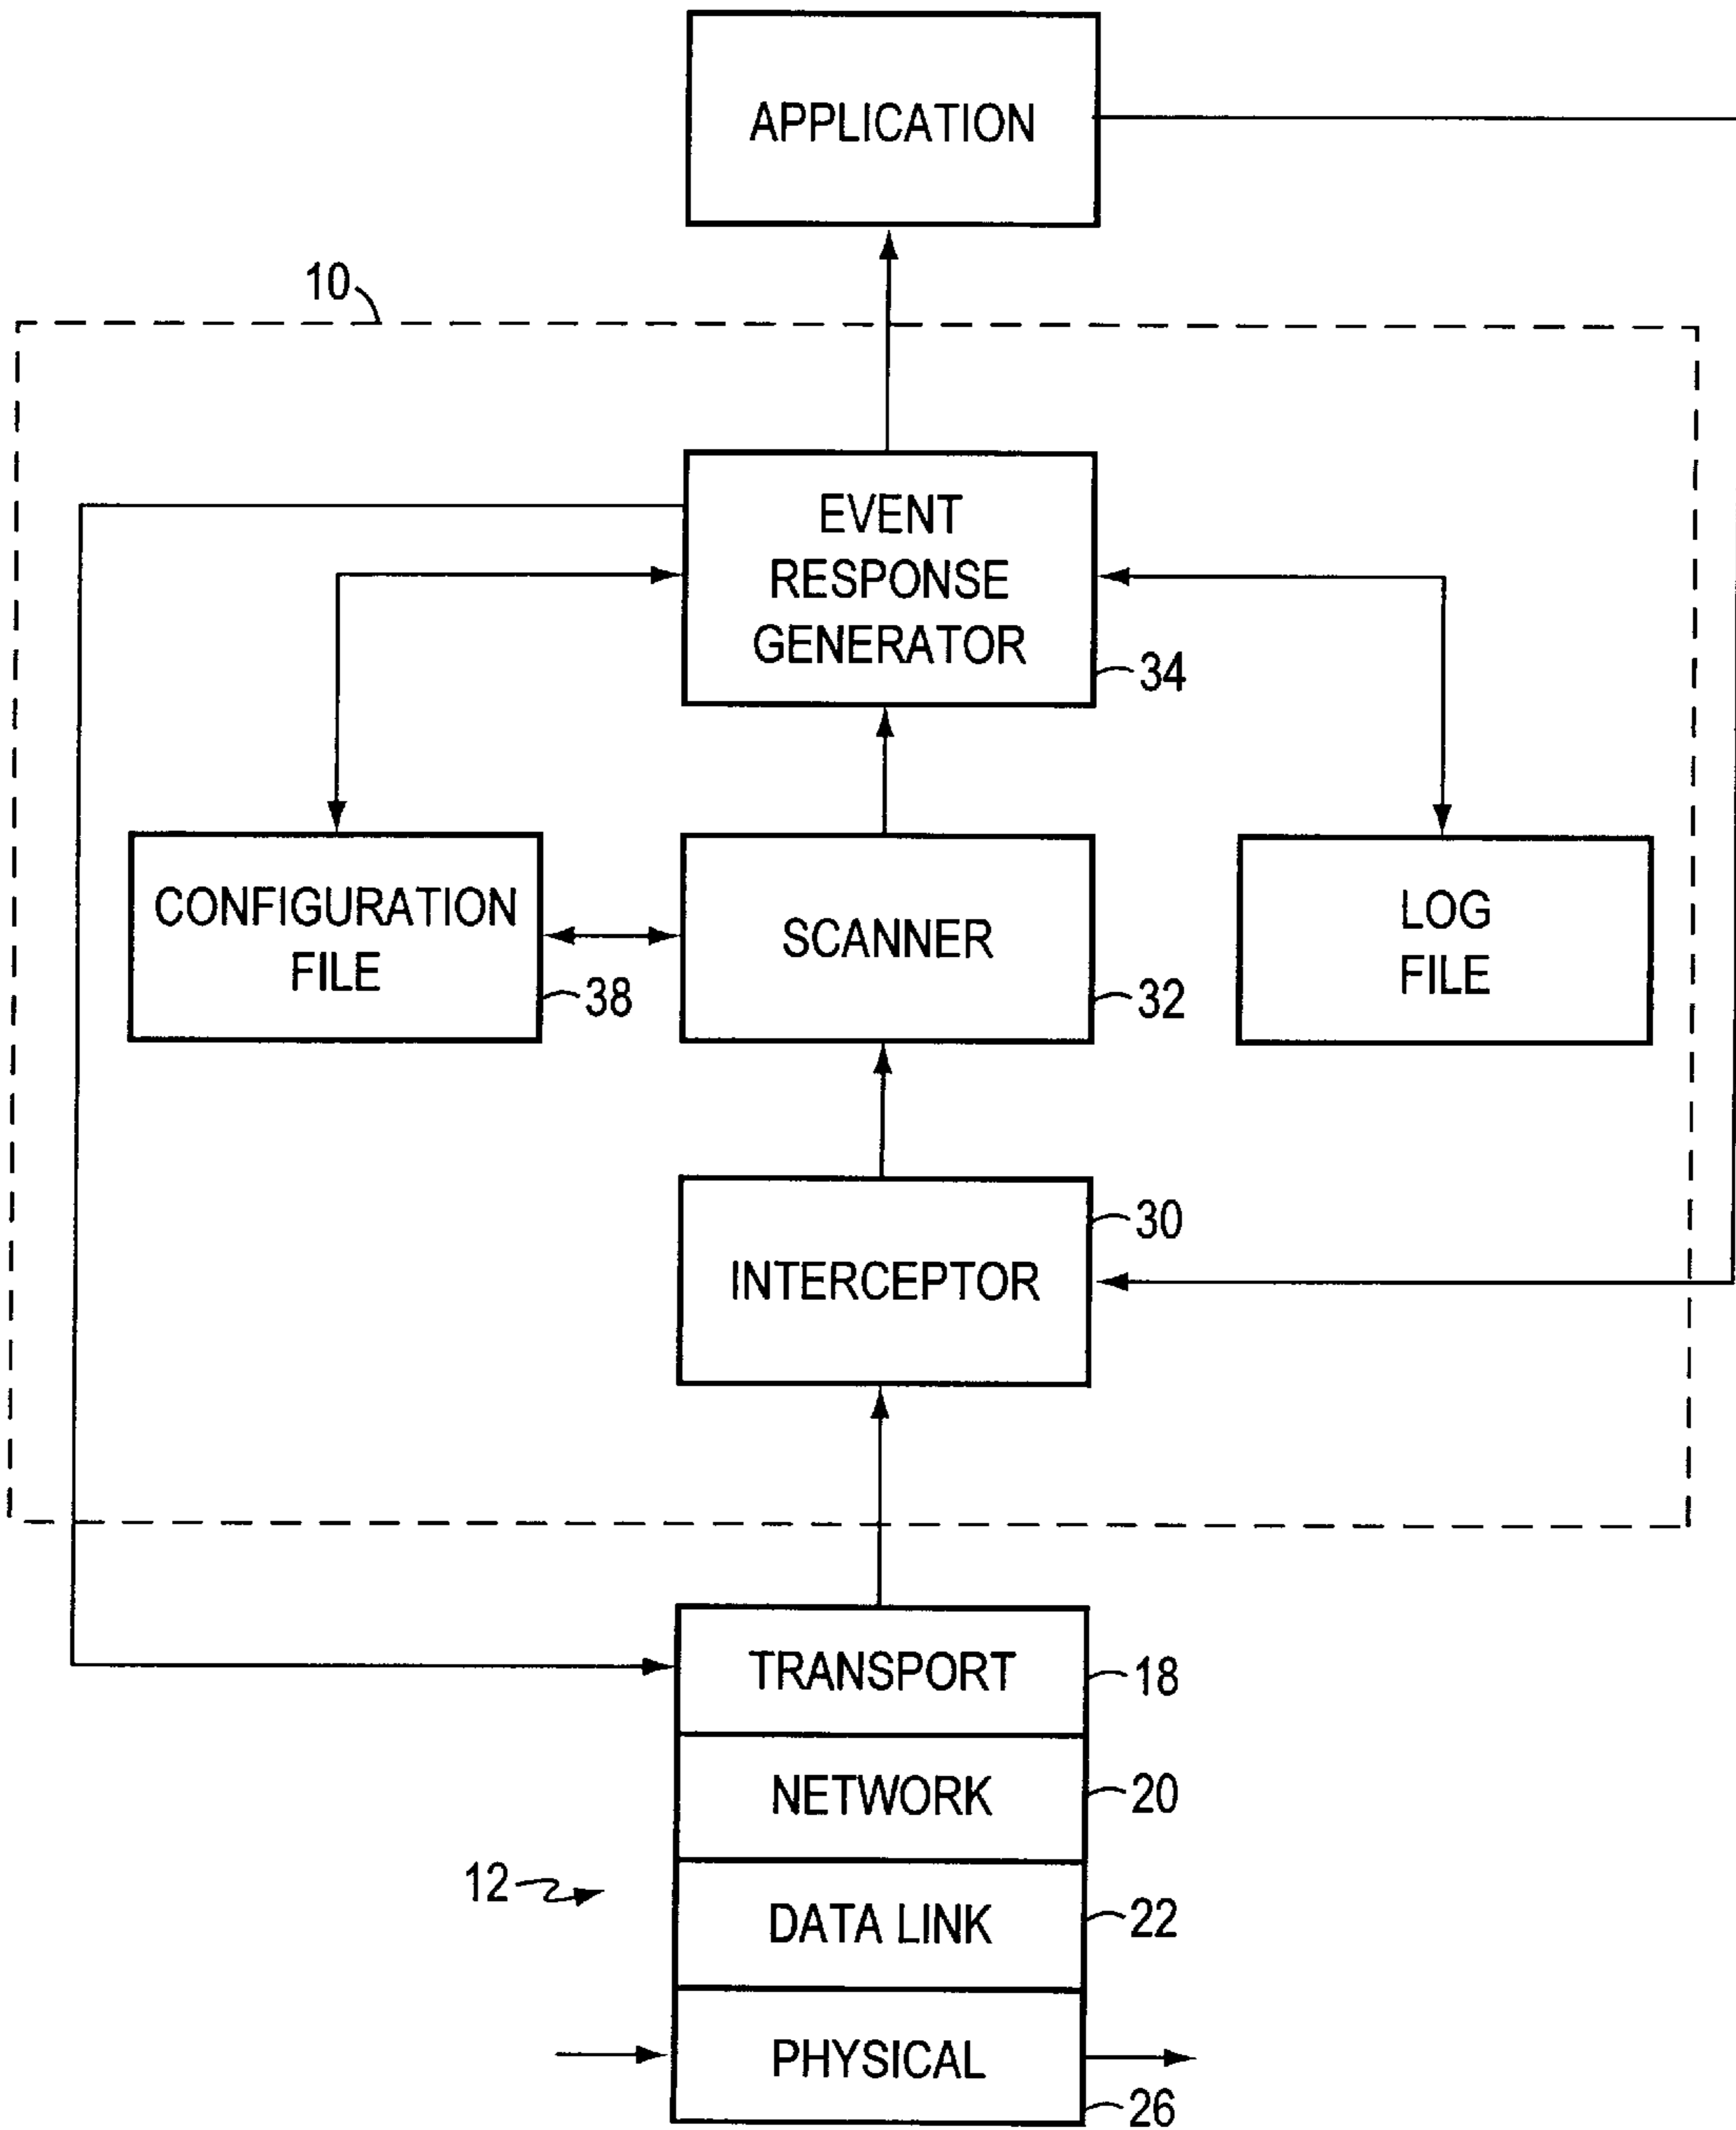 APPLICATION
10
EVENT
RESPONSE
GENERATOR
34
CONFIGURATION
FILE
38
SCANNER
32
LOG
FILE
30
INTERCEPTOR
TRANSPORT
18
NETWORK
20
12
DATA LINK
22
PHYSICAL
26